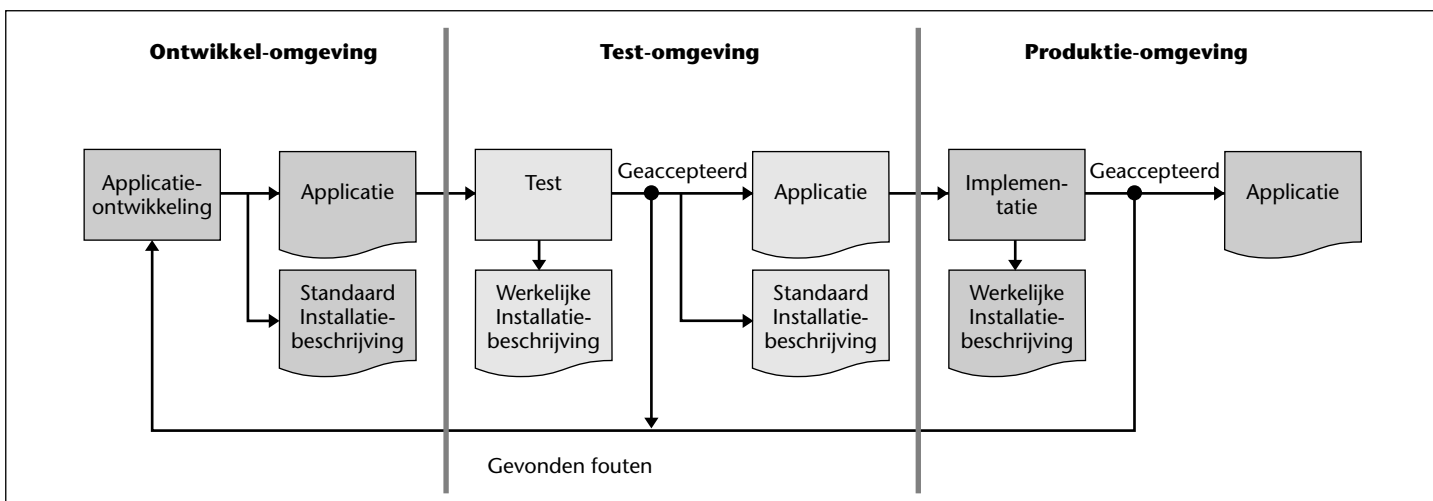 Ontwikkel-omgeving
Test-omgeving
Produktie-omgeving
Applicatie-
ontwikkeling
Applicatie
Standaard
Installatie-
beschrijving
Test
Geaccepteerd
Werkelijke
Installatie-
beschrijving
Applicatie
Standaard
Installatie-
beschrijving
Implemen-
tatie
Geaccepteerd
Werkelijke
Installatie-
beschrijving
Applicatie
Gevonden fouten